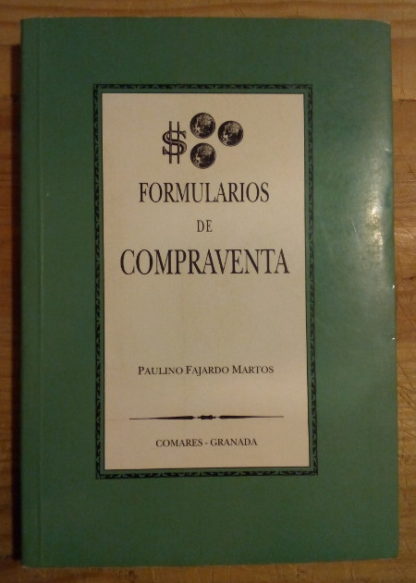 $
FORMULARIOS
DE
COMPRAVENTA
PAULINO FAJARDO MARTOS
COMARES - GRANADA